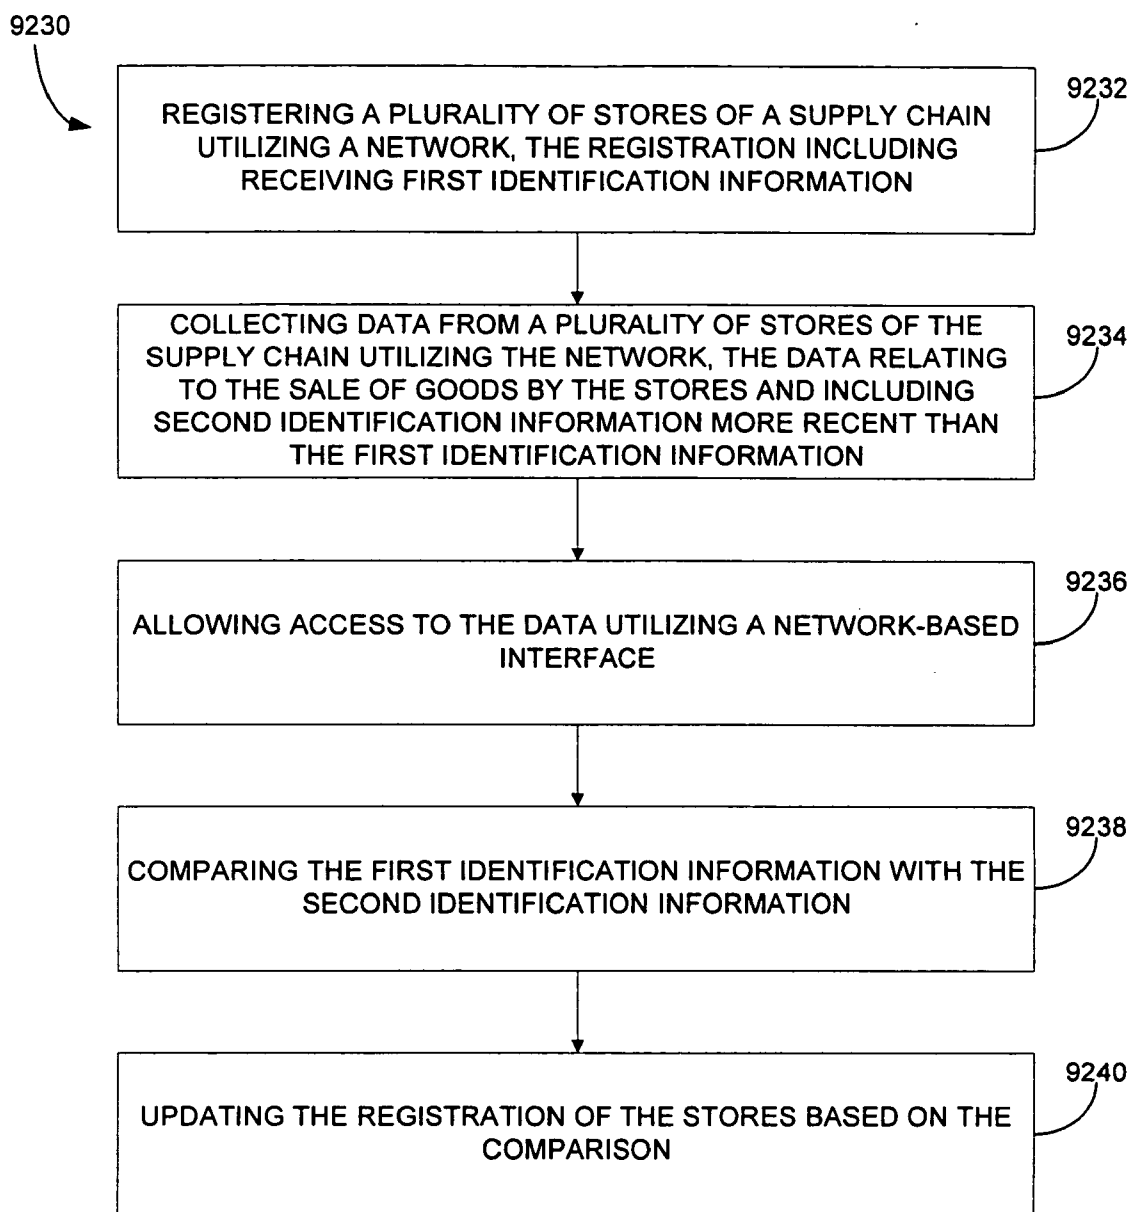 9230
REGISTERING A PLURALITY OF STORES OF A SUPPLY CHAIN
UTILIZING A NETWORK, THE REGISTRATION INCLUDING
RECEIVING FIRST IDENTIFICATION INFORMATION
9232
COLLECTING DATA FROM A PLURALITY OF STORES OF THE
SUPPLY CHAIN UTILIZING THE NETWORK, THE DATA RELATING
TO THE SALE OF GOODS BY THE STORES AND INCLUDING
SECOND IDENTIFICATION INFORMATION MORE RECENT THAN
THE FIRST IDENTIFICATION INFORMATION
9234
ALLOWING ACCESS TO THE DATA UTILIZING A NETWORK-BASED
INTERFACE
9236
COMPARING THE FIRST IDENTIFICATION INFORMATION WITH THE
SECOND IDENTIFICATION INFORMATION
9238
UPDATING THE REGISTRATION OF THE STORES BASED ON THE
COMPARISON
9240